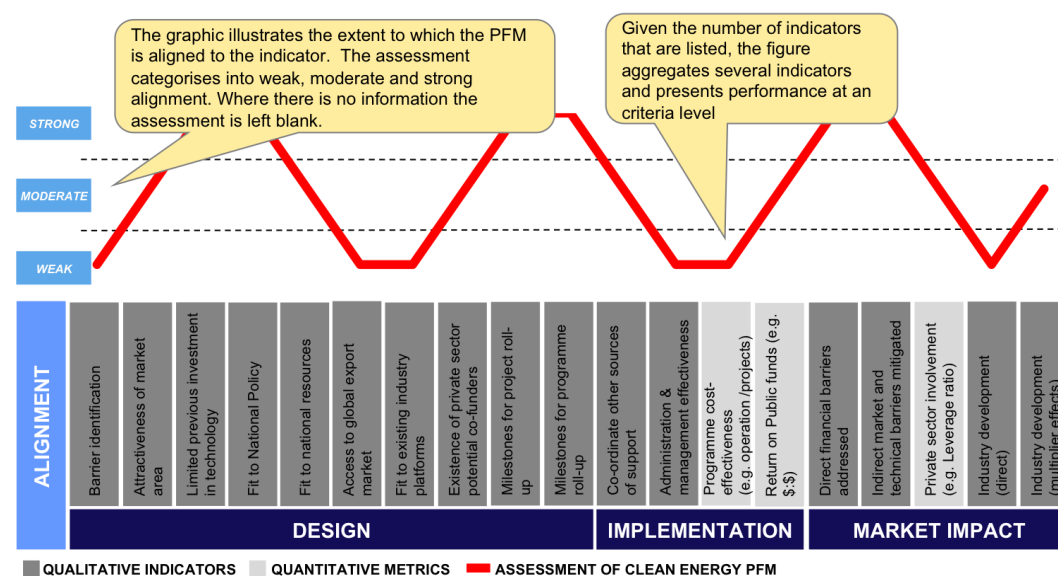 The graphic illustrates the extent to which the PFM
is aligned to the indicator.  The assessment
categorises into weak, moderate and strong
alignment. Where there is no information the
assessment is left blank.
Given the number of indicators
that are listed, the figure
aggregates several indicators
and presents performance at an
criteria level
STRONG
MODERATE
WEAK
ALIGNMENT
Barrier identification
Attractiveness of market
area
Limited previous investment
in technology
Fit to National Policy
Fit to national resources
Access to global export
market
Fit to existing industry
platforms
Existence of private sector
potential co-funders
Milestones for project roll-
up
Milestones for programme
roll-up
Co-ordinate other sources
of support
Administration &
management effectiveness
Programme cost-
effectiveness
(e.g. operation /projects)
Return on Public funds (e.g.
$:$)
Direct financial barriers
addressed
Indirect market and
technical barriers mitigated
Private sector involvement
(e.g. Leverage ratio)
Industry development
(direct)
Industry development
(multiplier effects)
DESIGN
IMPLEMENTATION
MARKET IMPACT
QUALITATIVE INDICATORS
QUANTITATIVE METRICS
ASSESSMENT OF CLEAN ENERGY PFM